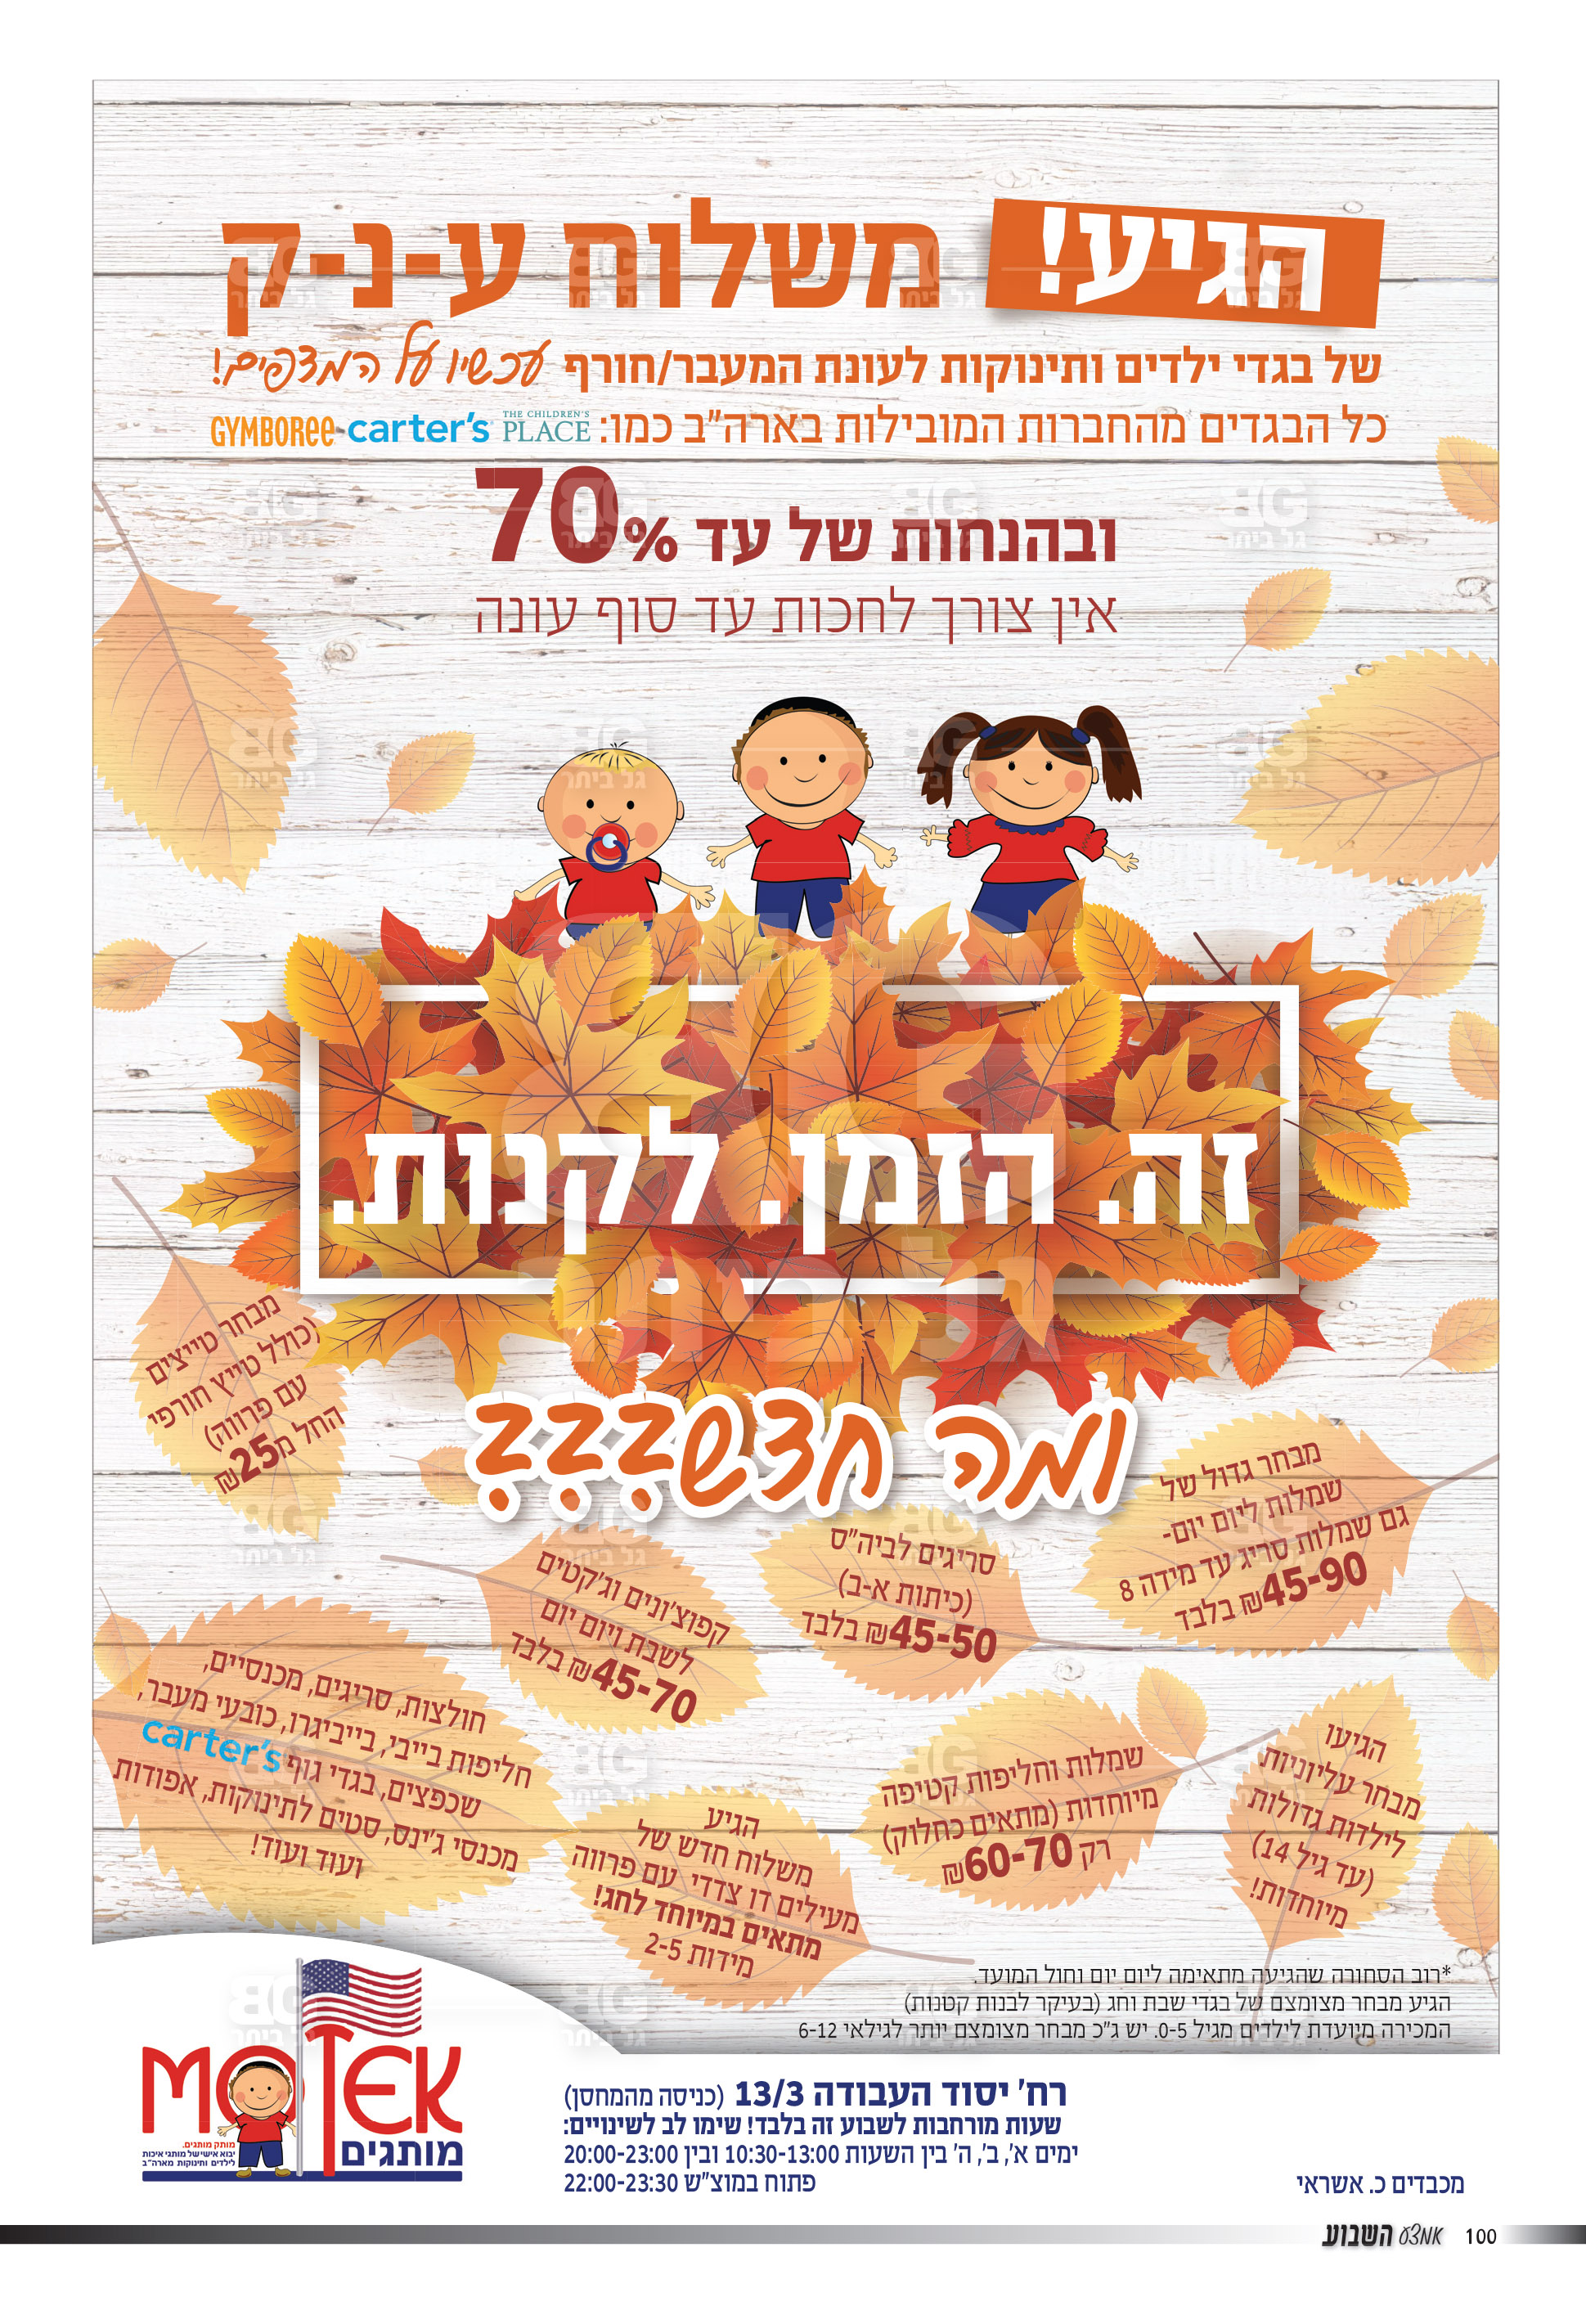 הגיע! משלוח ע-נ-ק
של בגדי ילדים ותינוקות לעונת המעבר/חורף עכשיו על המצפים!
כל הבגדים מהחברות המובילות בארה"ב כמו: THE CHILDREN'S PLACE carter's GYMBOREE
ובהנחות של עד 70%
אין צורך לחכות עד סוף עונה
זה. הזמן. לקנות.
ומה חדש???
מבחר טייצים
(כולל טייץ חורפי
עם פרווה)
החל מ25₪
מבחר גדול של
שמלות ליום יום-
גם שמלות סריג עד מידה 8
45-90₪ בלבד
סריגים לביה"ס
(כיתות א-ב)
45-50₪ בלבד
קפוצ'ונים וג'קטים
לשבת ויום יום
45-70₪ בלבד
חולצות, סריגים, מכנסיים,
חליפות בייבי, בייביגרו, כובעי מעבר,
שכפצים, בגדי גוף carter's
מכנסי ג'ינס, סטים לתינוקות, אפודות
ועוד ועוד!
הגיעו
מבחר עליוניות
לילדות גדולות
(עד גיל 14)
מיוחדות!
שמלות וחליפות קטיפה
מיוחדות (מתאים כחלוק)
רק 60-70₪
הגיע
משלוח חדש של
מעילים דו צדדי עם פרווה
מתאים במיוחד לחג!
מידות 2-5
*רוב הסחורה שהגיעה מתאימה ליום יום וחול המועד.
הגיע מבחר מצומצם של בגדי שבת וחג (בעיקר לבנות קטנות)
המכירה מיועדת לילדים מגיל 0-5. יש ג"כ מבחר מצומצם יותר לגילאי 6-12
MOTEK
מותגים
מותק מותגים.
יבוא אישי של מותגי איכות
לילדים ותינוקות מארה"ב
רח' יסוד העבודה 13/3 (כניסה מהמחסן)
שעות מורחבות לשבוע זה בלבד! שימו לב לשינויים:
ימים א', ב', ה' בין השעות 10:30-13:00 ובין 20:00-23:00
פתוח במוצ"ש 22:00-23:30
מכבדים כ. אשראי
100 אמצע השבוע
BG
גל ביתר